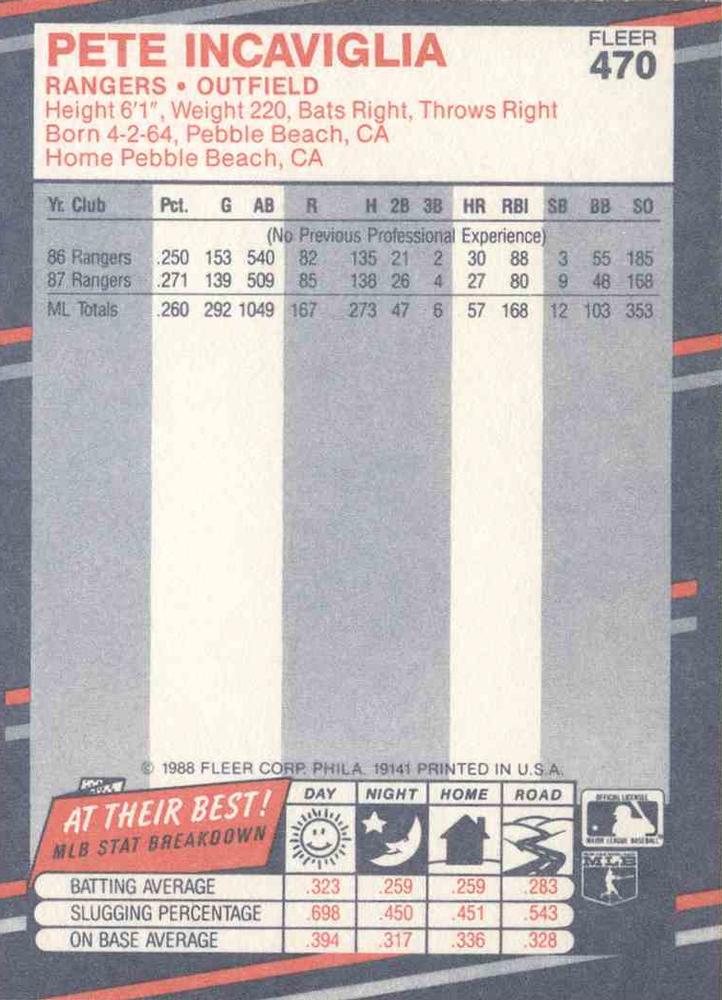 PETE INCAVIGLIA
FLEER
470
RANGERS • OUTFIELD
Height 6'1", Weight 220, Bats Right, Throws Right
Born 4-2-64, Pebble Beach, CA
Home Pebble Beach, CA
Yr. Club Pct. G AB R H 2B 3B HR RBI SB BB SO
(No Previous Professional Experience)
86 Rangers .250 153 540 82 135 21 2 30 88 3 55 185
87 Rangers .271 139 509 85 138 26 4 27 80 9 48 168
ML Totals .260 292 1049 167 273 47 6 57 168 12 103 353
© 1988 FLEER CORP. PHILA. 19141 PRINTED IN U.S.A.
AT THEIR BEST!
MLB STAT BREAKDOWN
DAY NIGHT HOME ROAD
BATTING AVERAGE .323 .259 .259 .283
SLUGGING PERCENTAGE .698 .450 .451 .543
ON BASE AVERAGE .394 .317 .336 .328
OFFICIAL LICENSEE
MAJOR LEAGUE BASEBALL
MLB